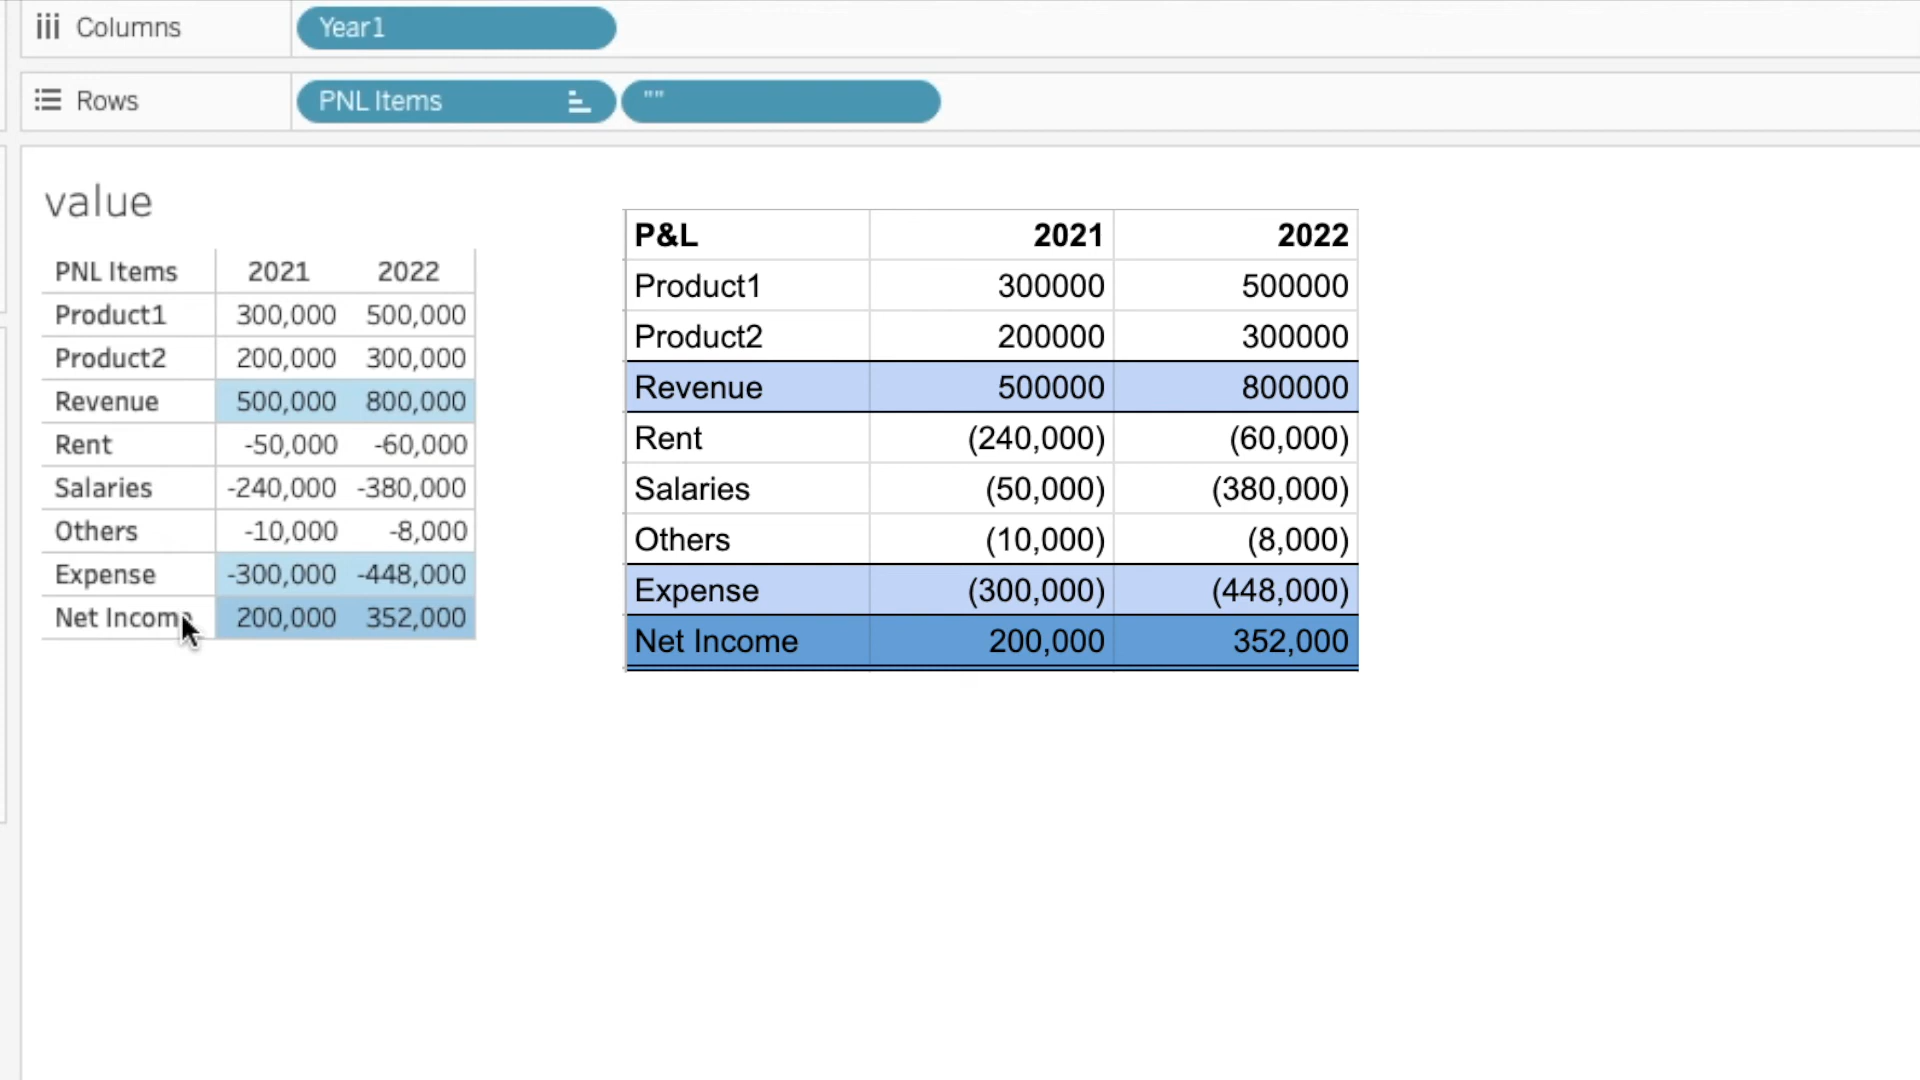 Columns Year1
Rows PNL Items ""
value
PNL Items 2021 2022
Product1 300,000 500,000
Product2 200,000 300,000
Revenue 500,000 800,000
Rent -50,000 -60,000
Salaries -240,000 -380,000
Others -10,000 -8,000
Expense -300,000 -448,000
Net Income 200,000 352,000
P&L 2021 2022
Product1 300000 500000
Product2 200000 300000
Revenue 500000 800000
Rent (240,000) (60,000)
Salaries (50,000) (380,000)
Others (10,000) (8,000)
Expense (300,000) (448,000)
Net Income 200,000 352,000